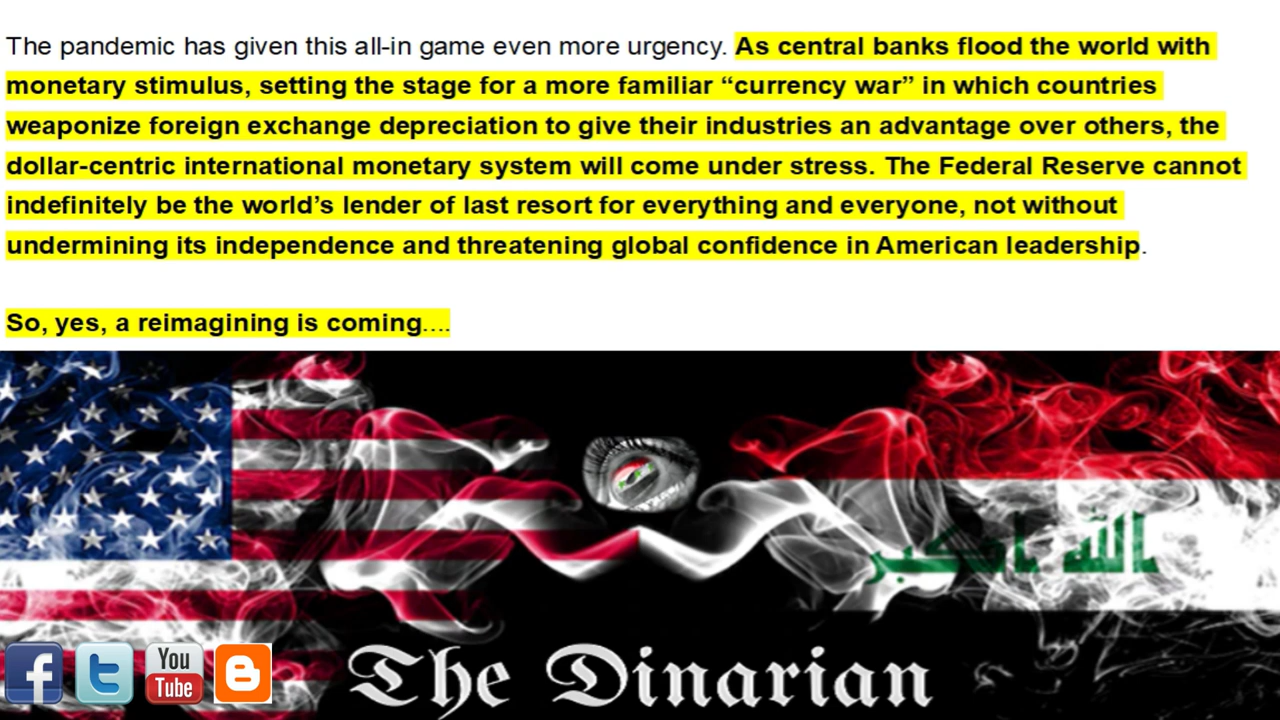 The pandemic has given this all-in game even more urgency. As central banks flood the world with
monetary stimulus, setting the stage for a more familiar “currency war” in which countries
weaponize foreign exchange depreciation to give their industries an advantage over others, the
dollar-centric international monetary system will come under stress. The Federal Reserve cannot
indefinitely be the world’s lender of last resort for everything and everyone, not without
undermining its independence and threatening global confidence in American leadership.
So, yes, a reimagining is coming….
الله اكبر
f t You Tube B
The Dinarian